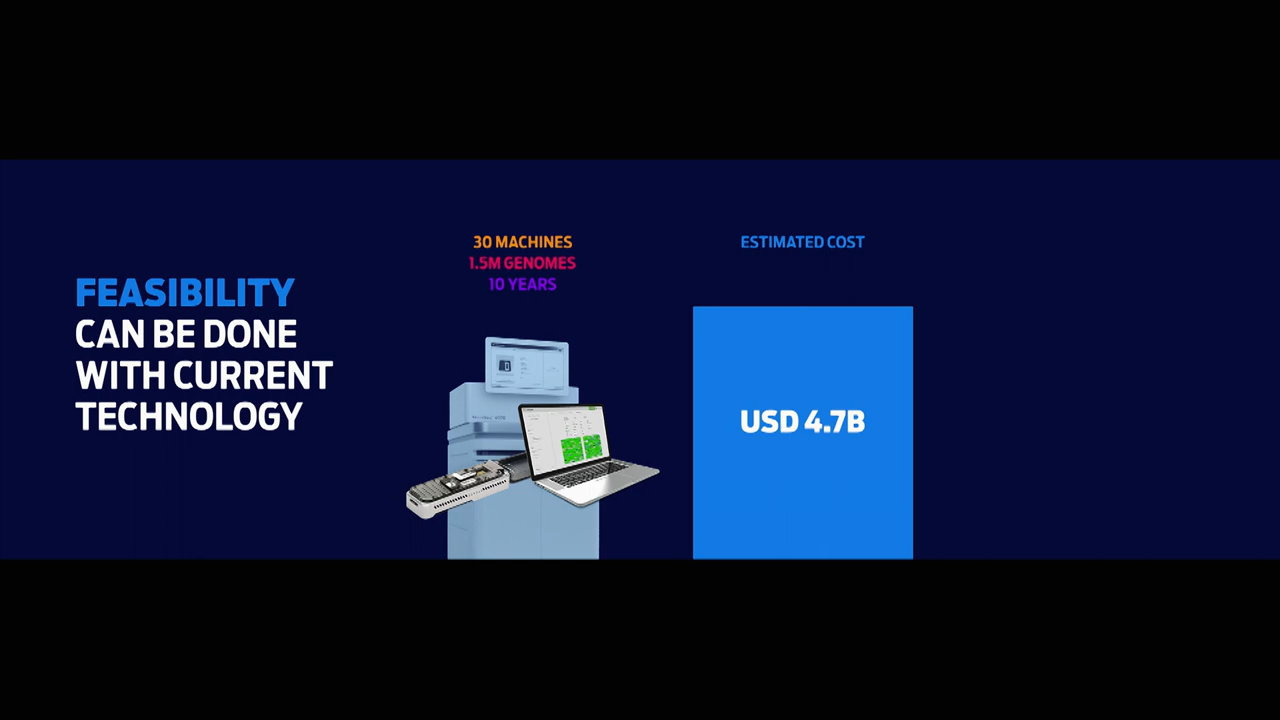 FEASIBILITY
CAN BE DONE
WITH CURRENT
TECHNOLOGY
30 MACHINES
1.5M GENOMES
10 YEARS
ESTIMATED COST
USD 4.7B